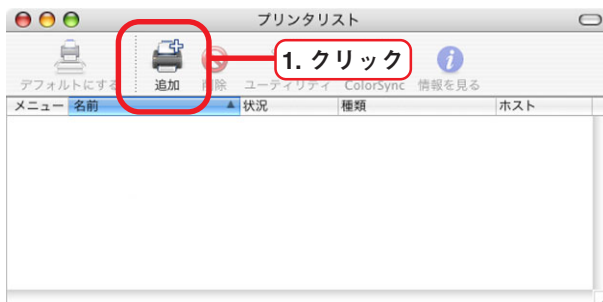 プリンタリスト
1. クリック
デフォルトにする 追加 削除 ユーティリティ ColorSync 情報を見る
メニュー 名前 状況 種類 ホスト